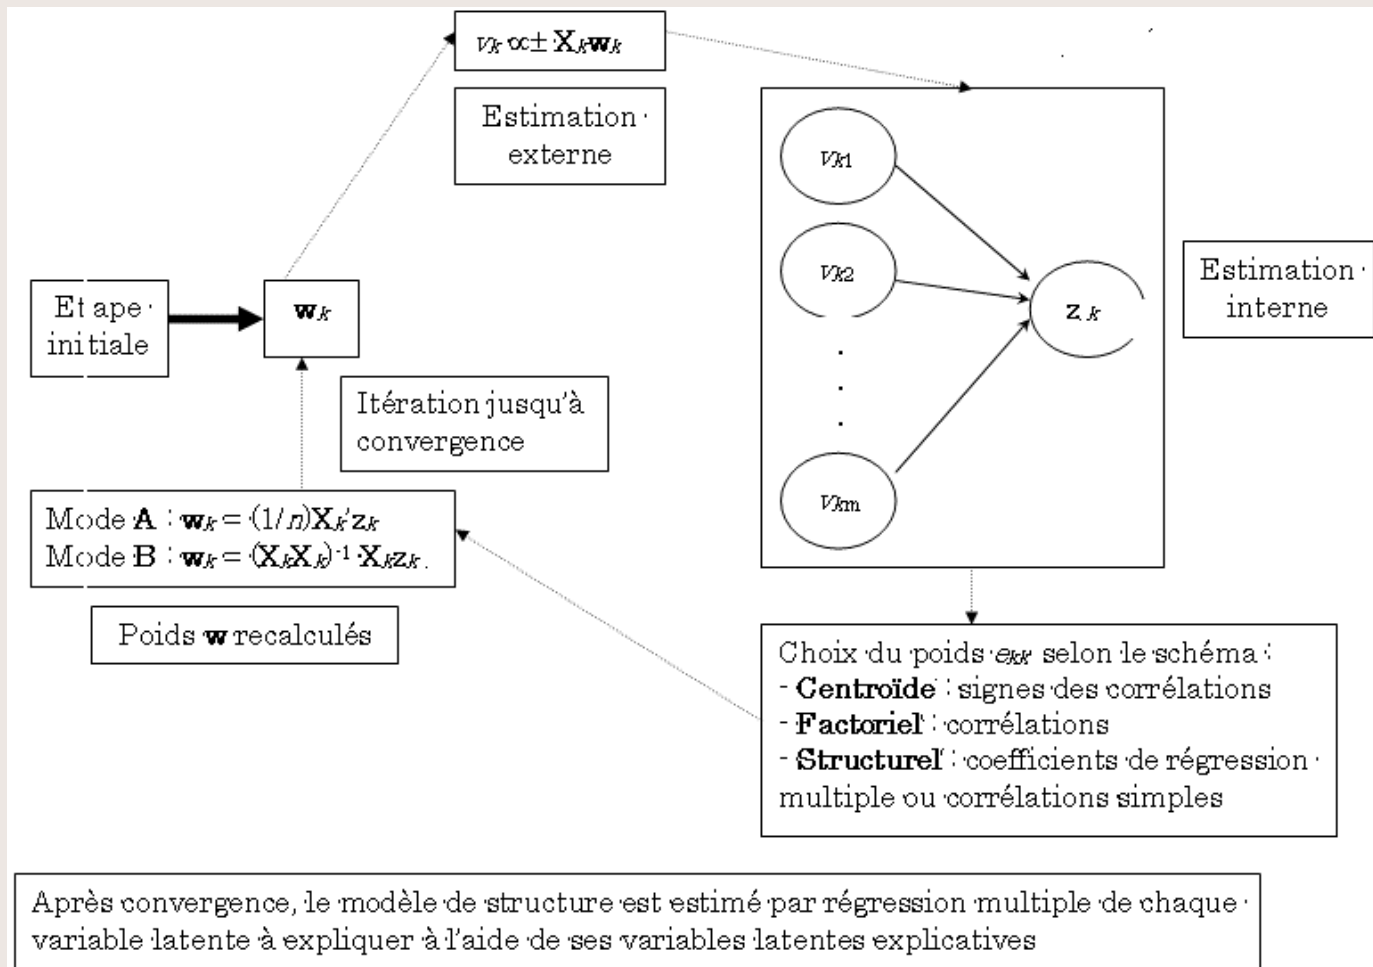 vk ∝± Xkwk
Estimation
externe
vk1
vk2
vkm
zk
Estimation
interne
Etape
initiale
wk
Itération jusqu'à
convergence
Mode A : wk = (1/n)Xk'zk
Mode B : wk = (XkXk)-1 Xkzk.
Poids w recalculés
Choix du poids ekk' selon le schéma :
- Centroïde : signes des corrélations
- Factoriel : corrélations
- Structurel : coefficients de régression
multiple ou corrélations simples
Après convergence, le modèle de structure est estimé par régression multiple de chaque
variable latente à expliquer à l'aide de ses variables latentes explicatives